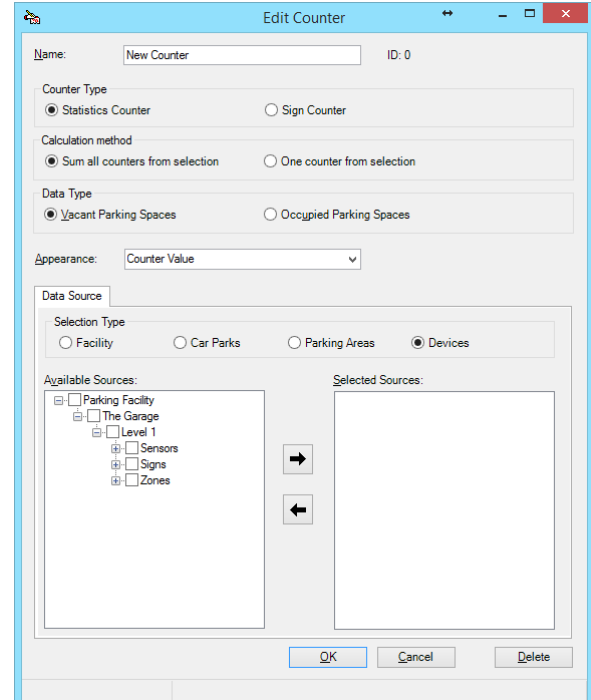 Edit Counter
Name: New Counter ID: 0
Counter Type
Statistics Counter Sign Counter
Calculation method
Sum all counters from selection One counter from selection
Data Type
Vacant Parking Spaces Occupied Parking Spaces
Appearance: Counter Value
Data Source
Selection Type
Facility Car Parks Parking Areas Devices
Available Sources: Selected Sources:
Parking Facility
The Garage
Level 1
Sensors
Signs
Zones
OK Cancel Delete